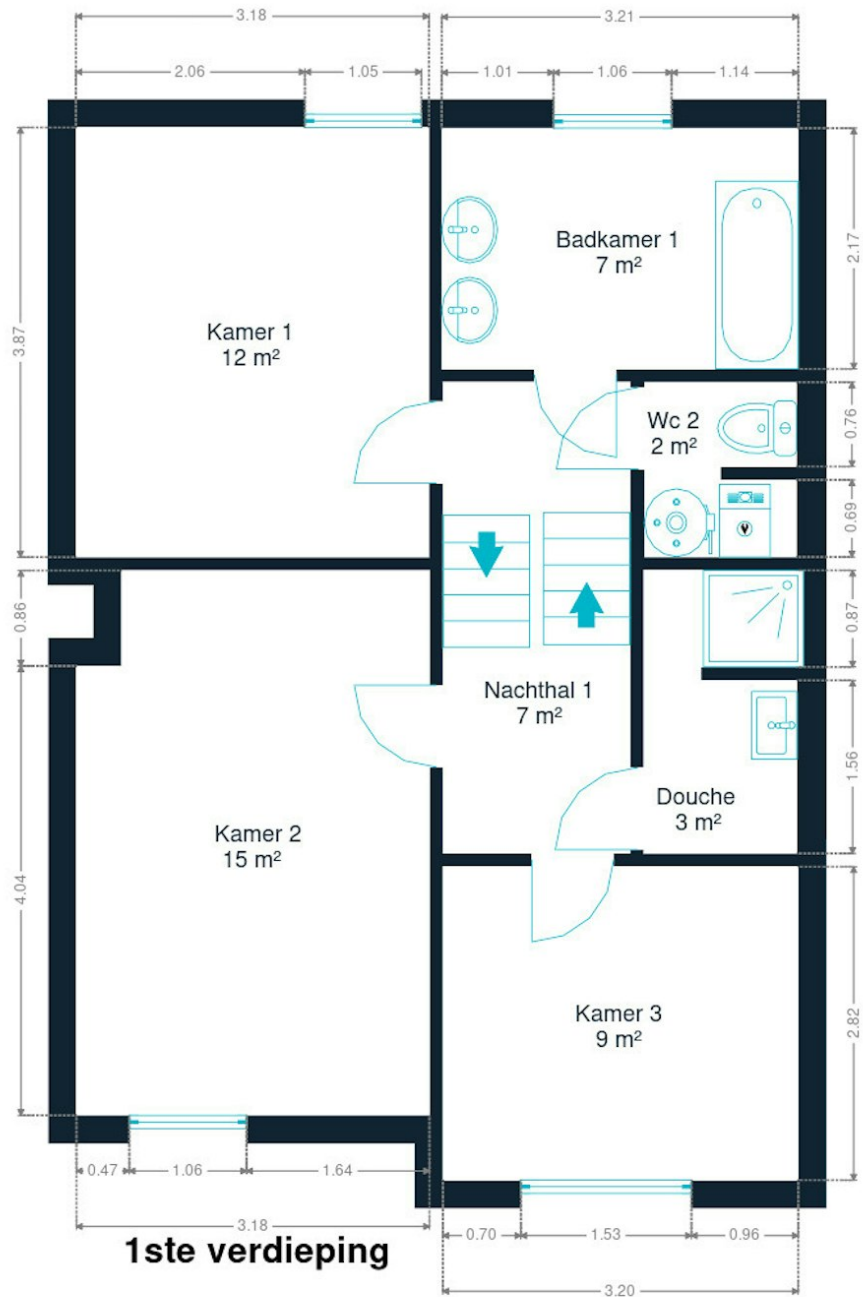 3.18
3.21
2.06
1.05
1.01
1.06
1.14
Badkamer 1
7 m²
2.17
Kamer 1
12 m²
3.87
Wc 2
2 m²
0.76
0.69
0.86
0.87
Nachthal 1
7 m²
1.56
Douche
3 m²
Kamer 2
15 m²
4.04
Kamer 3
9 m²
2.82
0.47
1.06
1.64
3.18
0.70
1.53
0.96
1ste verdieping
3.20